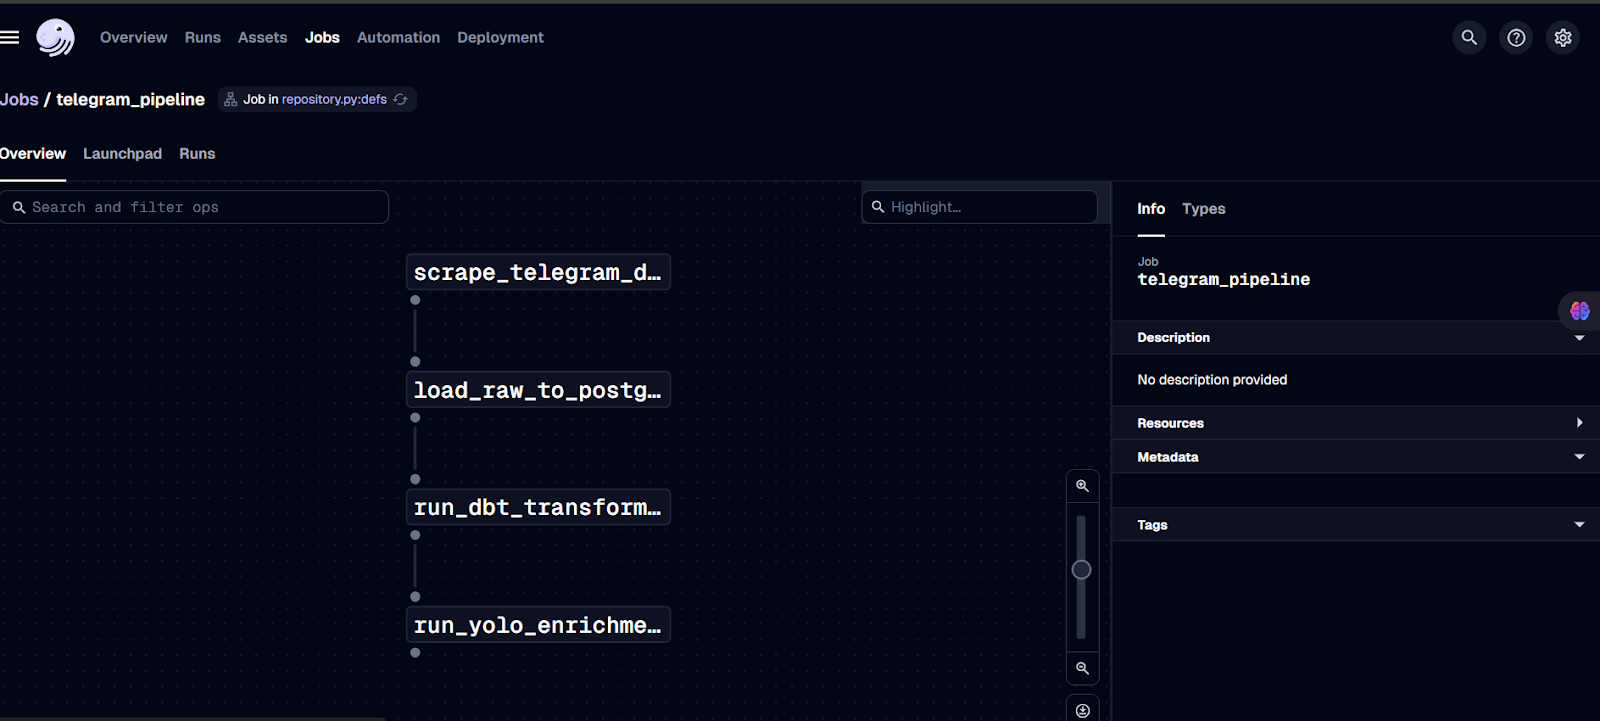 Overview Runs Assets Jobs Automation Deployment
Jobs / telegram_pipeline Job in repository.py:defs
Overview Launchpad Runs
Search and filter ops
Highlight...
Info Types
scrape_telegram_d...
Job
telegram_pipeline
Description
load_raw_to_postg...
No description provided
Resources
Metadata
run_dbt_transform...
Tags
run_yolo_enrichme...